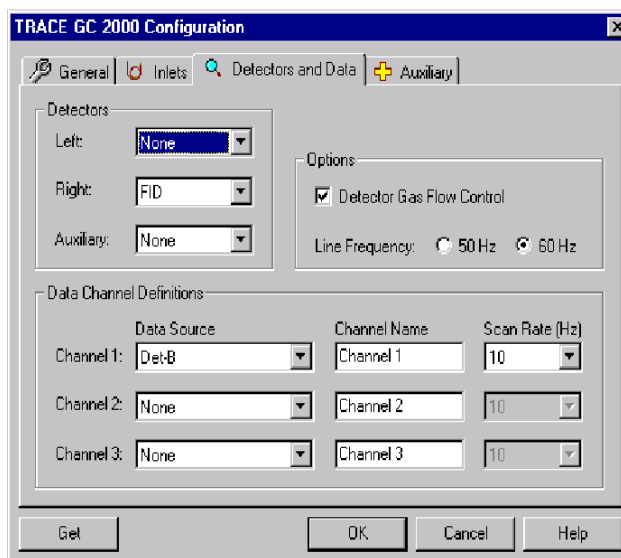 TRACE GC 2000 Configuration
General Inlets Detectors and Data Auxiliary
Detectors
Left: None
Right: FID
Auxiliary: None
Options
Detector Gas Flow Control
Line Frequency: 50 Hz 60 Hz
Data Channel Definitions
Data Source Channel Name Scan Rate (Hz)
Channel 1: Det-B Channel 1 10
Channel 2: None Channel 2 10
Channel 3: None Channel 3 10
Get OK Cancel Help